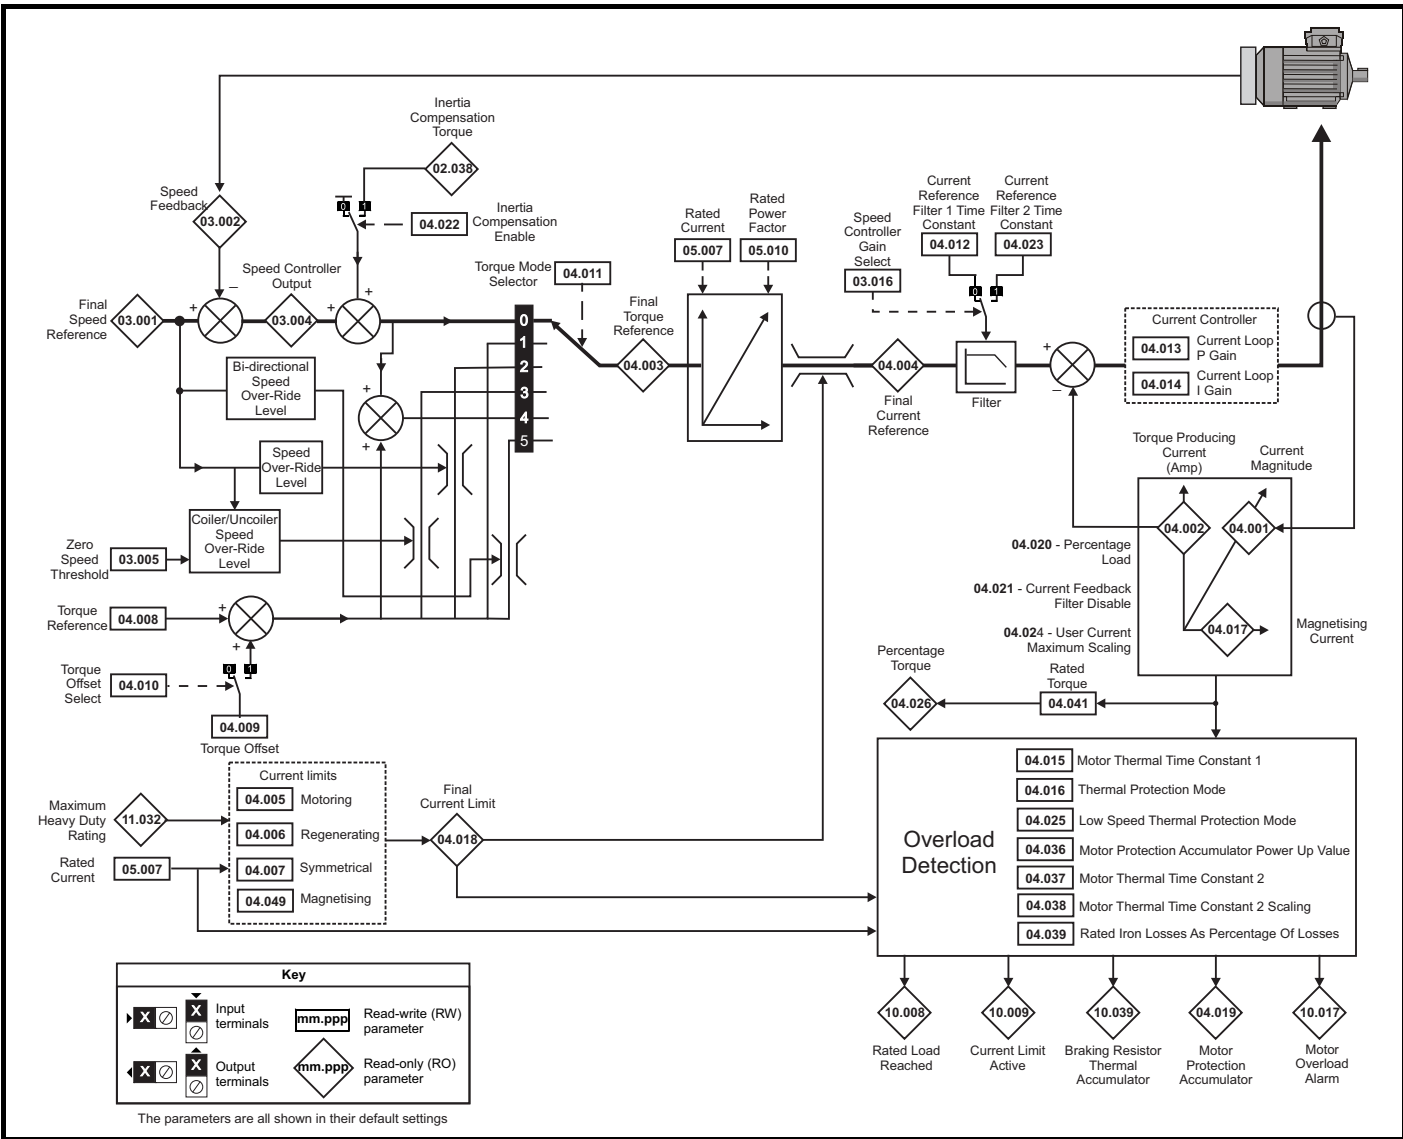 Inertia
Compensation
Torque
02.038
Speed
Feedback
03.002
0 1
04.022
Inertia
Compensation
Enable
Final
Speed
Reference
03.001
+
−
Speed Controller
Output
03.004
+
+
Torque Mode
Selector
04.011
0
1
2
3
4
5
Final
Torque
Reference
04.003
Rated
Current
05.007
Rated
Power
Factor
05.010
Speed
Controller
Gain
Select
03.016
Current
Reference
Filter 1 Time
Constant
04.012
Current
Reference
Filter 2 Time
Constant
04.023
0 1
04.004
Final
Current
Reference
Filter
+
−
Current Controller
04.013
Current Loop
P Gain
04.014
Current Loop
I Gain
Bi-directional
Speed
Over-Ride
Level
+
+
Speed
Over-Ride
Level
Coiler/Uncoiler
Speed
Over-Ride
Level
Zero
Speed
Threshold
03.005
Torque
Reference
04.008
+
+
0 1
Torque
Offset
Select
04.010
04.009
Torque Offset
Torque Producing
Current
(Amp)
Current
Magnitude
04.002
04.001
04.017
Magnetising
Current
04.020 - Percentage
Load
04.021 - Current Feedback
Filter Disable
04.024 - User Current
Maximum Scaling
Percentage
Torque
04.026
Rated
Torque
04.041
Maximum
Heavy Duty
Rating
11.032
Rated
Current
05.007
Current limits
04.005 Motoring
04.006 Regenerating
04.007 Symmetrical
04.049 Magnetising
Final
Current Limit
04.018
Overload
Detection
04.015 Motor Thermal Time Constant 1
04.016 Thermal Protection Mode
04.025 Low Speed Thermal Protection Mode
04.036 Motor Protection Accumulator Power Up Value
04.037 Motor Thermal Time Constant 2
04.038 Motor Thermal Time Constant 2 Scaling
04.039 Rated Iron Losses As Percentage Of Losses
10.008
Rated Load
Reached
10.009
Current Limit
Active
10.039
Braking Resistor
Thermal
Accumulator
04.019
Motor
Protection
Accumulator
10.017
Motor
Overload
Alarm
Key
X
X
Input
terminals
mm.ppp
Read-write (RW)
parameter
X
X
Output
terminals
mm.ppp
Read-only (RO)
parameter
The parameters are all shown in their default settings